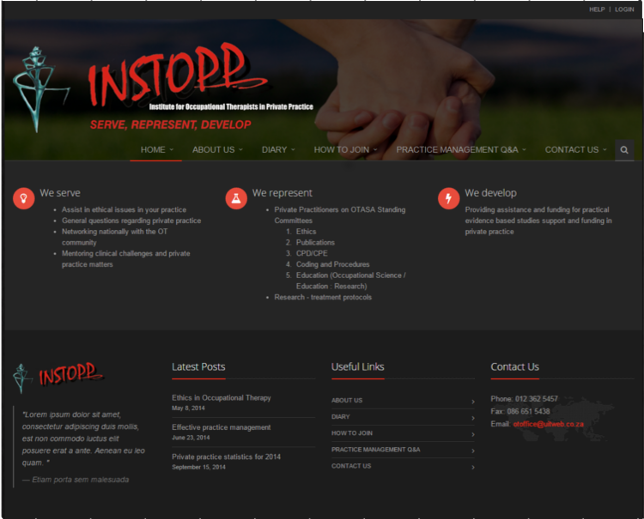 HELP | LOGIN
INSTOPP
Institute for Occupational Therapists in Private Practice
SERVE, REPRESENT, DEVELOP
HOME
ABOUT US
DIARY
HOW TO JOIN
PRACTICE MANAGEMENT Q&A
CONTACT US
We serve
Assist in ethical issues in your practice
General questions regarding private practice
Networking nationally with the OT
community
Mentoring clinical challenges and private
practice matters
We represent
Private Practitioners on OTASA Standing
Committees
1. Ethics
2. Publications
3. CPD/CPE
4. Coding and Procedures
5. Education (Occupational Science /
Education : Research)
Research - treatment protocols
We develop
Providing assistance and funding for practical
evidence based studies support and funding in
private practice
INSTOPP
"Lorem ipsum dolor sit amet,
consectetur adipiscing duis mollis,
est non commodo luctus elit
posuere erat a ante. Aenean eu leo
quam. "
— Etiam porta sem malesuada
Latest Posts
Ethics in Occupational Therapy
May 8, 2014
Effective practice management
June 23, 2014
Private practice statistics for 2014
September 15, 2014
Useful Links
ABOUT US
DIARY
HOW TO JOIN
PRACTICE MANAGEMENT Q&A
CONTACT US
Contact Us
Phone: 012 362 5457
Fax: 086 651 5438
Email: otoffice@uitweb.co.za